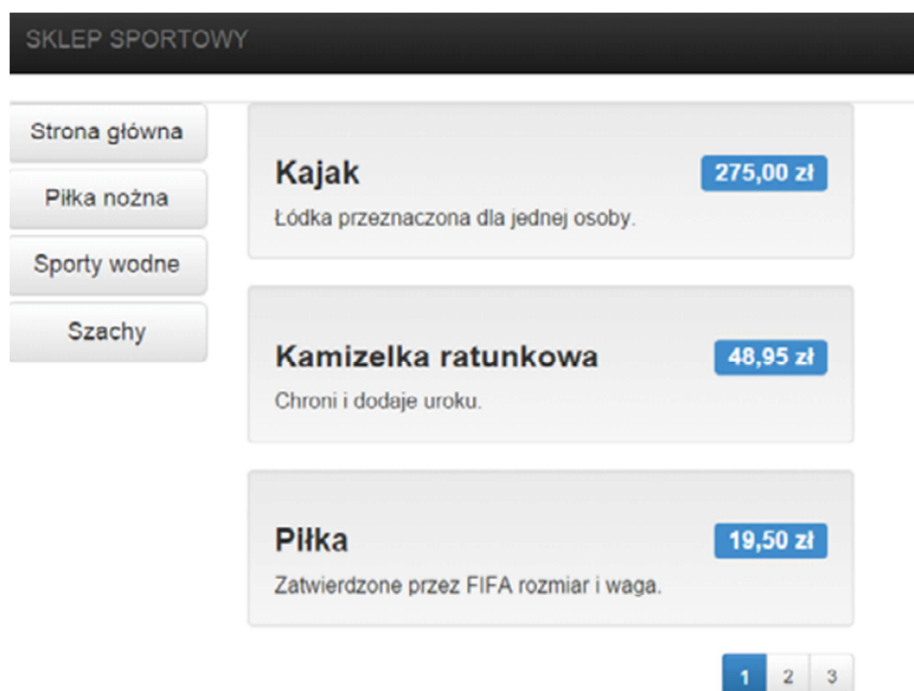 SKLEP SPORTOWY
Strona główna
Piłka nożna
Sporty wodne
Szachy
Kajak
275,00 zł
Łódka przeznaczona dla jednej osoby.
Kamizelka ratunkowa
48,95 zł
Chroni i dodaje uroku.
Piłka
19,50 zł
Zatwierdzone przez FIFA rozmiar i waga.
1 2 3